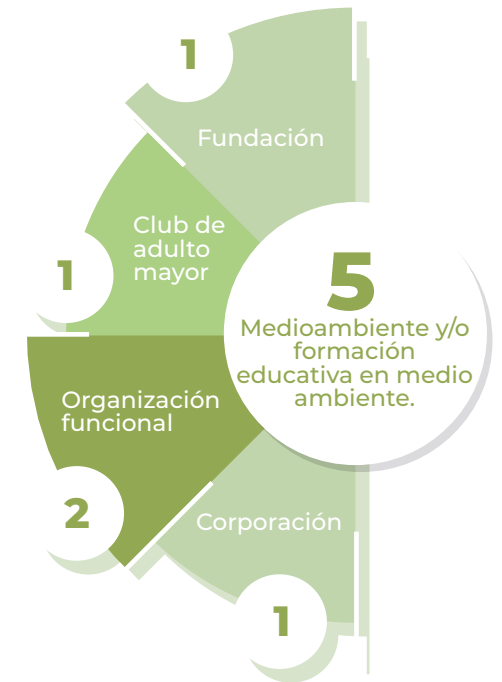 1
Fundación
Club de
adulto
mayor
1
5
Medioambiente y/o
formación
educativa en medio
ambiente.
Organización
funcional
2
Corporación
1